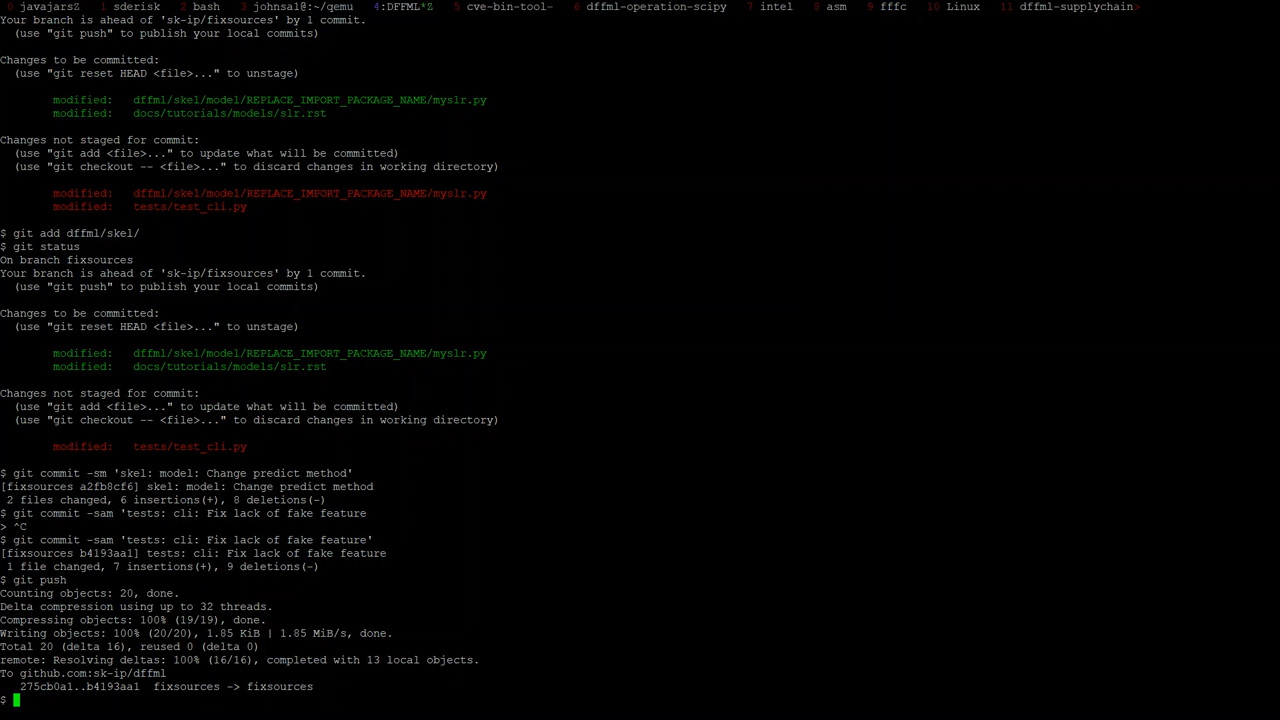 0 javajarsZ 1 sderisk 2 bash 3 johnsal@:~/qemu 4:DFFML*Z 5 cve-bin-tool- 6 dffml-operation-scipy 7 intel 8 asm 9 fffc 10 Linux 11 dffml-supplychain>
Your branch is ahead of 'sk-ip/fixsources' by 1 commit.
(use "git push" to publish your local commits)
Changes to be committed:
(use "git reset HEAD <file>..." to unstage)
modified: dffml/skel/model/REPLACE_IMPORT_PACKAGE_NAME/myslr.py
modified: docs/tutorials/models/slr.rst
Changes not staged for commit:
(use "git add <file>..." to update what will be committed)
(use "git checkout -- <file>..." to discard changes in working directory)
modified: dffml/skel/model/REPLACE_IMPORT_PACKAGE_NAME/myslr.py
modified: tests/test_cli.py
$ git add dffml/skel/
$ git status
On branch fixsources
Your branch is ahead of 'sk-ip/fixsources' by 1 commit.
(use "git push" to publish your local commits)
Changes to be committed:
(use "git reset HEAD <file>..." to unstage)
modified: dffml/skel/model/REPLACE_IMPORT_PACKAGE_NAME/myslr.py
modified: docs/tutorials/models/slr.rst
Changes not staged for commit:
(use "git add <file>..." to update what will be committed)
(use "git checkout -- <file>..." to discard changes in working directory)
modified: tests/test_cli.py
$ git commit -sm 'skel: model: Change predict method'
[fixsources a2fb8cf6] skel: model: Change predict method
2 files changed, 6 insertions(+), 8 deletions(-)
$ git commit -sam 'tests: cli: Fix lack of fake feature
> ^C
$ git commit -sam 'tests: cli: Fix lack of fake feature'
[fixsources b4193aa1] tests: cli: Fix lack of fake feature
1 file changed, 7 insertions(+), 9 deletions(-)
$ git push
Counting objects: 20, done.
Delta compression using up to 32 threads.
Compressing objects: 100% (19/19), done.
Writing objects: 100% (20/20), 1.85 KiB | 1.85 MiB/s, done.
Total 20 (delta 16), reused 0 (delta 0)
remote: Resolving deltas: 100% (16/16), completed with 13 local objects.
To github.com:sk-ip/dffml
275cb0a1..b4193aa1 fixsources -> fixsources
$